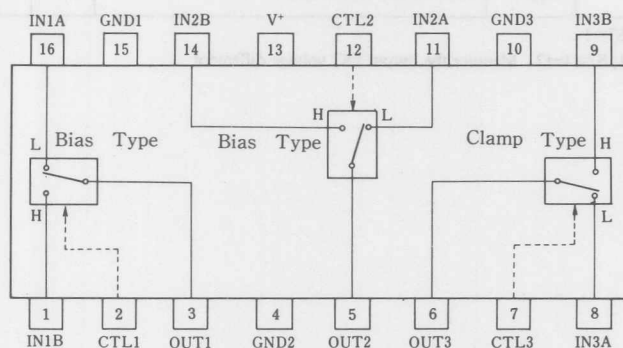 IN1A GND1 IN2B V+ CTL2 IN2A GND3 IN3B
16 15 14 13 12 11 10 9
H L
L Bias Type Bias Type Clamp Type H
H L
1 2 3 4 5 6 7 8
IN1B CTL1 OUT1 GND2 OUT2 OUT3 CTL3 IN3A